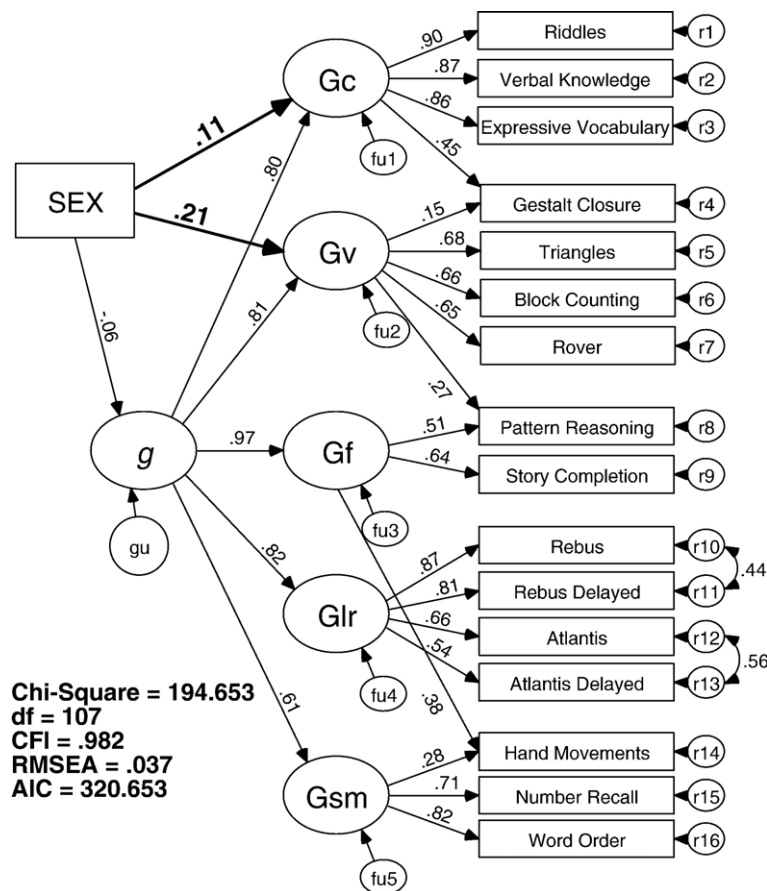 .90
Riddles
r1
Gc
.87
Verbal Knowledge
r2
.86
Expressive Vocabulary
r3
.11
fu1
.45
.80
SEX
.21
.15
Gestalt Closure
r4
Gv
.68
Triangles
r5
.66
Block Counting
r6
.65
Rover
r7
fu2
.81
-.06
.27
g
.97
Gf
.51
Pattern Reasoning
r8
.64
Story Completion
r9
fu3
gu
.82
.87
Rebus
r10
.44
Glr
.81
Rebus Delayed
r11
.66
Atlantis
r12
.56
.54
Atlantis Delayed
r13
fu4
.61
.38
Chi-Square = 194.653
df = 107
CFI = .982
RMSEA = .037
AIC = 320.653
Gsm
.28
Hand Movements
r14
.71
Number Recall
r15
.82
Word Order
r16
fu5